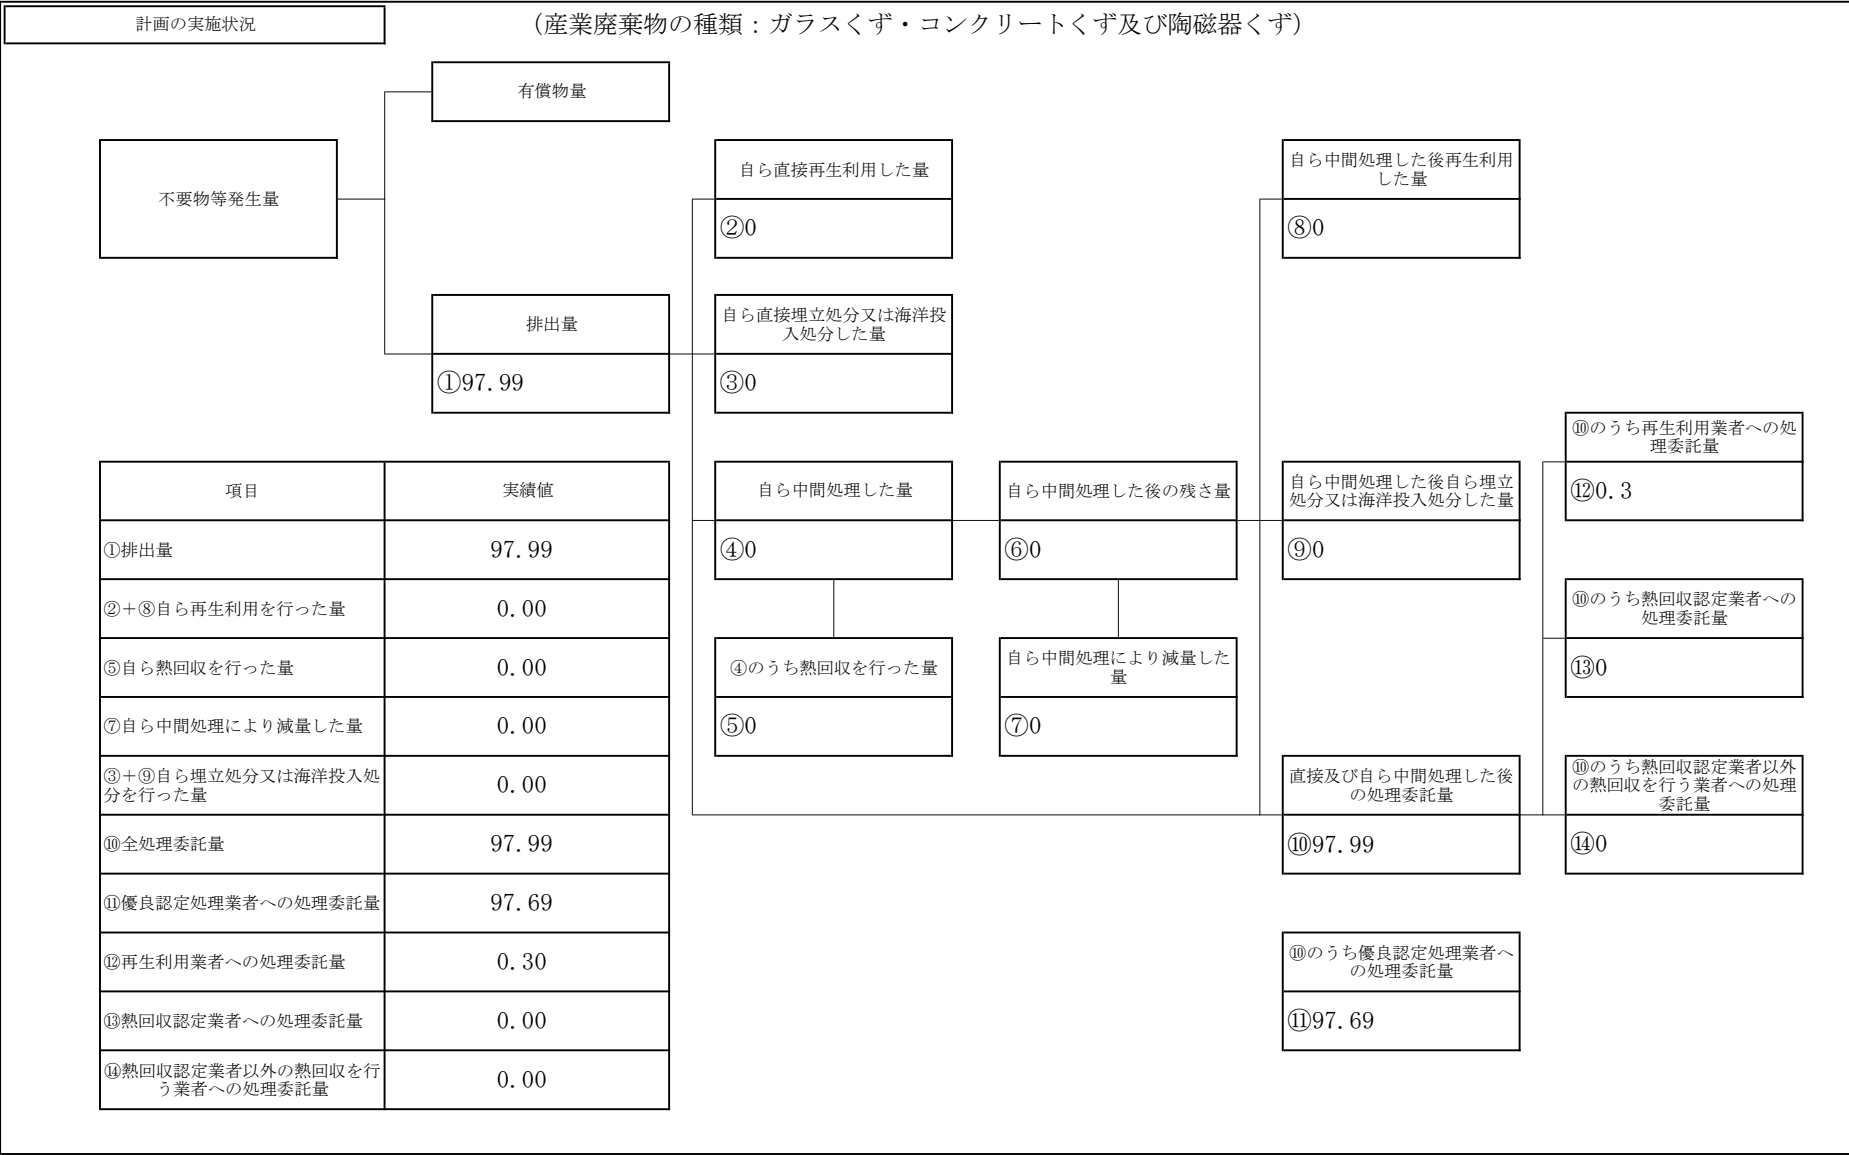 計画の実施状況
（産業廃棄物の種類：ガラスくず・コンクリートくず及び陶磁器くず）
有償物量
不要物等発生量
自ら直接再生利用した量
②0
自ら中間処理した後再生利用
した量
⑧0
排出量
①97.99
自ら直接埋立処分又は海洋投
入処分した量
③0
⑩のうち再生利用業者への処
理委託量
⑫0.3
自ら中間処理した量
④0
自ら中間処理した後の残さ量
⑥0
自ら中間処理した後自ら埋立
処分又は海洋投入処分した量
⑨0
⑩のうち熱回収認定業者への
処理委託量
⑬0
④のうち熱回収を行った量
⑤0
自ら中間処理により減量した
量
⑦0
直接及び自ら中間処理した後
の処理委託量
⑩97.99
⑩のうち熱回収認定業者以外
の熱回収を行う業者への処理
委託量
⑭0
⑩のうち優良認定処理業者へ
の処理委託量
⑪97.69
項目 実績値
①排出量 97.99
②＋⑧自ら再生利用を行った量 0.00
⑤自ら熱回収を行った量 0.00
⑦自ら中間処理により減量した量 0.00
③＋⑨自ら埋立処分又は海洋投入処
分を行った量 0.00
⑩全処理委託量 97.99
⑪優良認定処理業者への処理委託量 97.69
⑫再生利用業者への処理委託量 0.30
⑬熱回収認定業者への処理委託量 0.00
⑭熱回収認定業者以外の熱回収を行
う業者への処理委託量 0.00